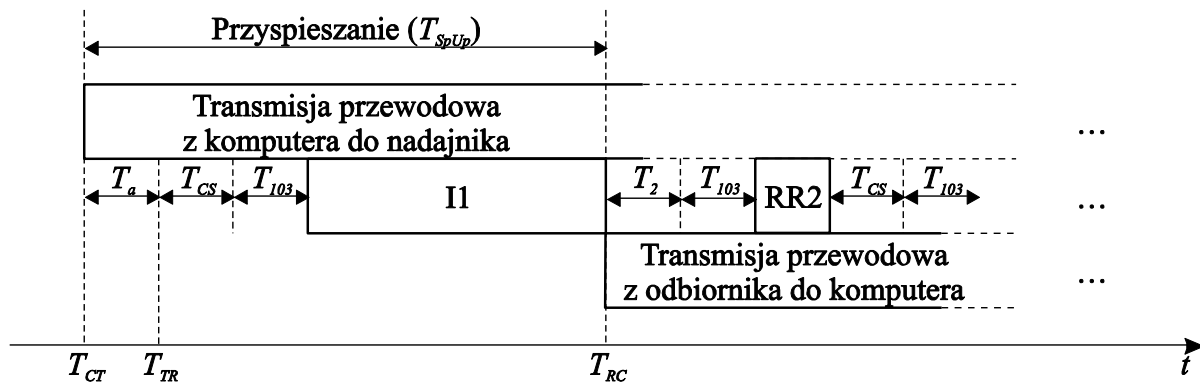 Przyspieszanie (T_SpUp)
Transmisja przewodowa
z komputera do nadajnika
...
T_a T_CS T_103 I1 T_2 T_103 RR2 T_CS T_103
...
Transmisja przewodowa
z odbiornika do komputera
...
T_CT T_TR T_RC t